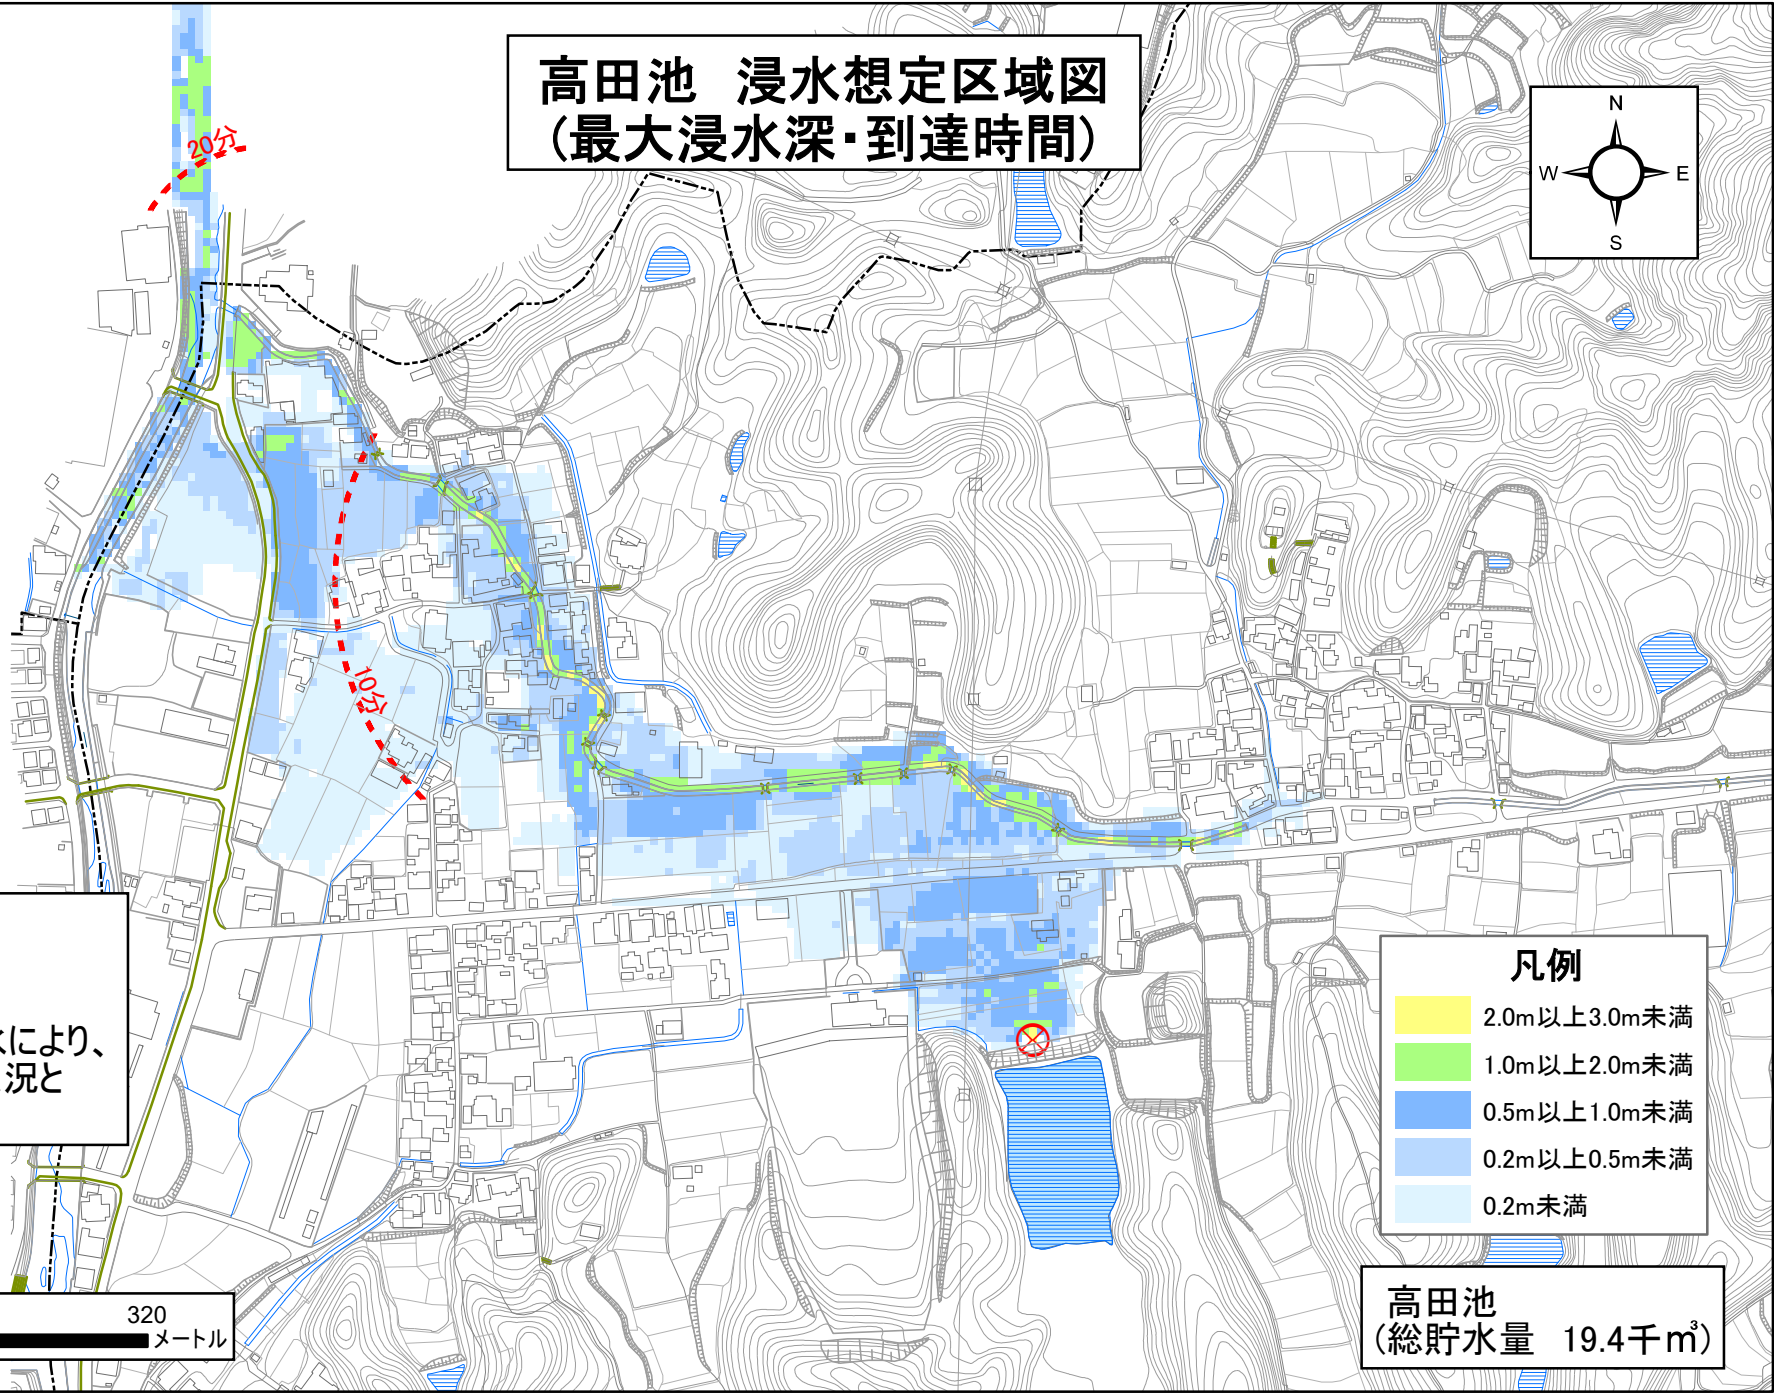 高田池 浸水想定区域図
(最大浸水深・到達時間)
N
W
E
S
20分
10分
により、
況と
320
メートル
凡例
2.0m以上3.0m未満
1.0m以上2.0m未満
0.5m以上1.0m未満
0.2m以上0.5m未満
0.2m未満
高田池
(総貯水量 19.4千㎥)